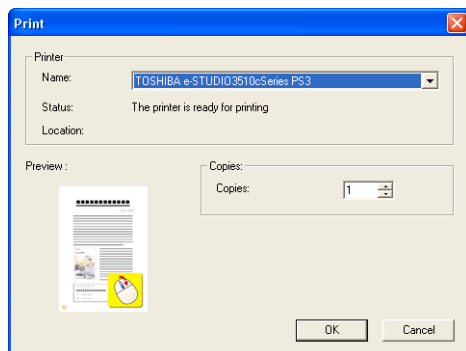 Print
Printer
Name: TOSHIBA e-STUDIO3510cSeries PS3
Status: The printer is ready for printing
Location:
Preview :
Copies:
Copies: 1
OK Cancel